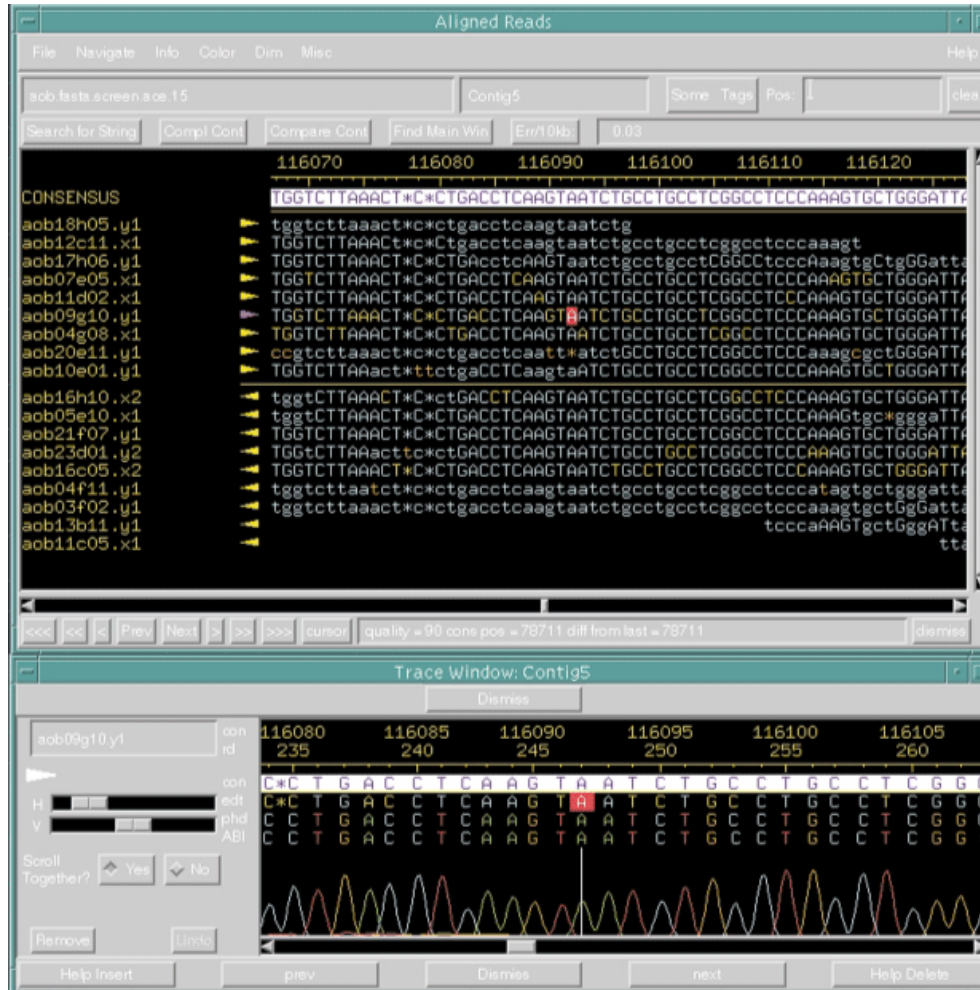 Aligned Reads
File Navigate Info Color Dim Misc Help
aob.fasta.screen.ace.15 Contig5 Some Tags Pos: clea
Search for String Compl Cont Compare Cont Find Main Win Err/10kb: 0.03
116070 116080 116090 116100 116110 116120
CONSENSUS TGGTCTTAAACT*C*CTGACCTCAAGTAATCTGCCTGCCTCGGCCTCCCAAAGTGCTGGGATTA
aob18h05.y1 tggtcttaaact*c*ctgacctcaagtaatctg
aob12c11.x1 TGGTCTTAAACT*C*CTGACCTCAAGTaatctgcctgcctcggcctcccaaagt
aob17h06.y1 TGGTCTTAAACT*C*CTGACctcAAGTaatctgcctgcctCGGCCtcccAaagtgCtgGGatta
aob07e05.x1 TGGTCTTAAACT*C*CTGACCTCAAGTAATCTGCCTGCCTCGGCCTCCCAAAGTGCTGGGATTA
aob11d02.x1 TGGTCTTAAACT*C*CTGACCTCAAGTAATCTGCCTGCCTCGGCCTCCCAAAGTGCTGGGATTA
aob09g10.y1 TGGTCTTAAACT*C*CTGACCTCAAGTAATCTGCCTGCCTCGGCCTCCCAAAGTGCTGGGATTA
aob04g08.x1 TGGTCTTAAACT*C*CTGACCTCAAGTAATCTGCCTGCCTCGGCCTCCCAAAGTGCTGGGATTA
aob20e11.y1 ccgtcttaaact*c*ctgacctcaatt*atctGCCTGCCTCGGCCTCCCAaagcgctGGGATTA
aob10e01.y1 TGGTCTTAAact*ttctgaCCTCAagtaATCTGCCTGCCTCGGCCTCCCAAAGTGCTGGGATTA
aob16h10.x2 tggtCTTAAACT*C*ctGACCTCAAGTAATCTGCCTGCCTCGGCCTCCCAAAGTGCTGGGATTA
aob05e10.x1 tggtCTTAAACT*C*CTGACCTCAAGTAATCTGCCTGCCTCGGCCTCCCAAAGtgc*gggaTTA
aob21f07.y1 TGGTCTTAAACT*C*CTGACCTCAAGTAATCTGCCTGCCTCGGCCTCCCAAAGTGCTGGGATTA
aob23d01.y2 TGGtCTTAAacttc*ctGACCTCAAGTAATCTGCCTGCCTCGGCCTCCCAAAGTGCTGGGATTA
aob16c05.x2 TGGTCTTAAACT*C*CTGACCTCAAGTAATCTGCCTGCCTCGGCCTCCCAAAGTGCTGGGATTA
aob04f11.y1 tggtcttaatct*c*ctgacctcaagtaatctgcctgcctcggcctcccatagtgctgggatta
aob03f02.y1 tggtcttaaact*c*ctgacctcaagtaatctgcctgcctcggcctcccaaagtgctGggatta
aob13b11.y1 tcccaAAGTgctGggATta
aob11c05.x1 tta
<<< << < Prev Next > >> >>> cursor quality = 90 cons pos = 78711 diff from last = 78711 dismiss
Trace Window: Contig5
Dismiss
aob09g10.y1 con 116080 116085 116090 116095 116100 116105
rd 235 240 245 250 255 260
con C*CTGACCTCAAGTAATCTGCCTGCCTCGG
H edt C*CTGACCTCAAGTAATCTGCCTGCCTCGG
V phd C CTGACCTCAAGTAATCTGCCTGCCTCGG
ABI C CTGACCTCAAGTAATCTGCCTGCCTCGG
Scroll Together? Yes No
Remove Undo
Help Insert prev Dismiss next Help Delete